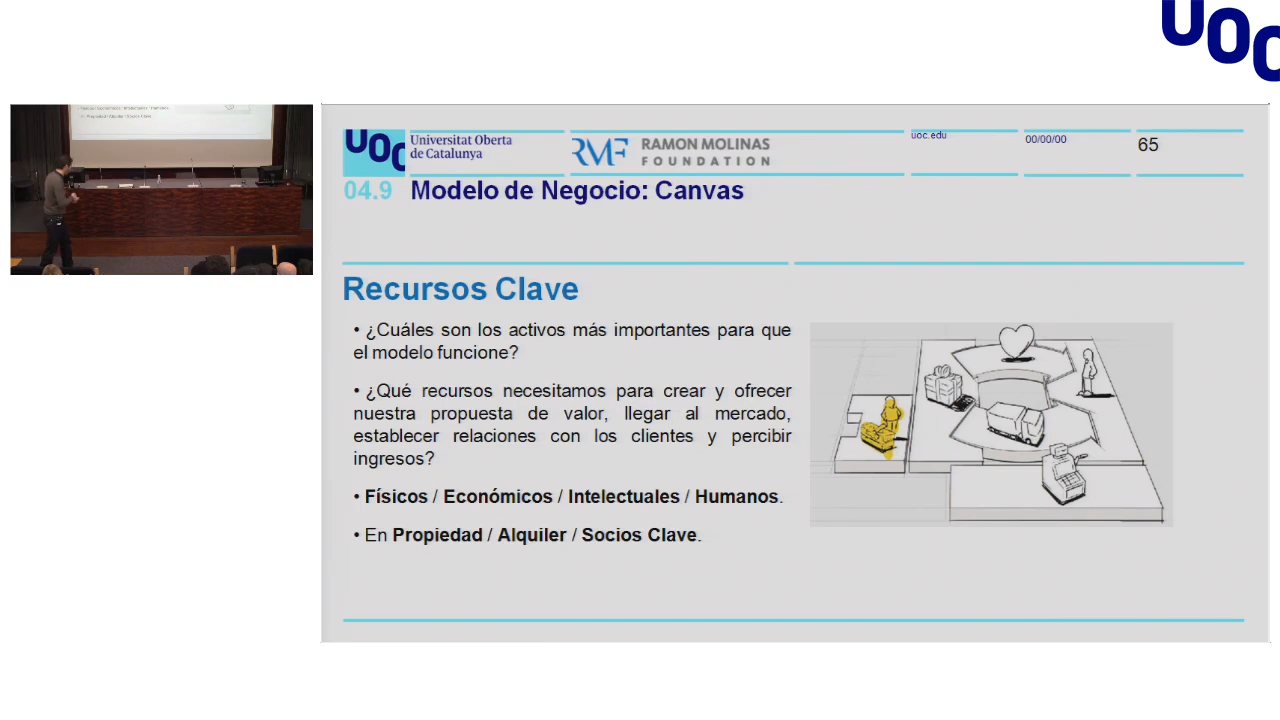 UOC
UOC
Universitat Oberta
de Catalunya
RMF
RAMON MOLINAS
FOUNDATION
uoc.edu
00/00/00
65
04.9 Modelo de Negocio: Canvas
Recursos Clave
• ¿Cuáles son los activos más importantes para que
el modelo funcione?
• ¿Qué recursos necesitamos para crear y ofrecer
nuestra propuesta de valor, llegar al mercado,
establecer relaciones con los clientes y percibir
ingresos?
• Físicos / Económicos / Intelectuales / Humanos.
• En Propiedad / Alquiler / Socios Clave.